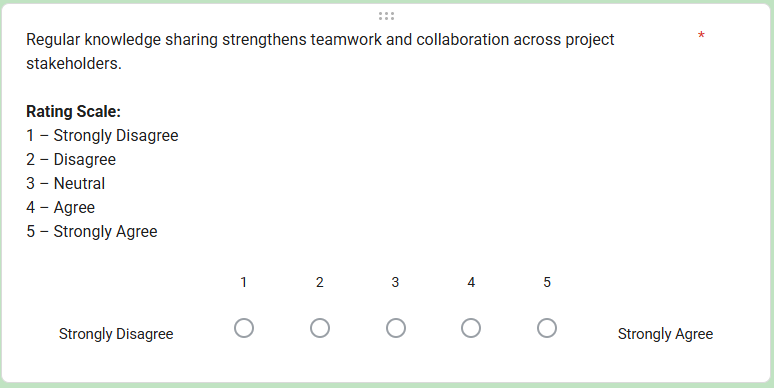 Regular knowledge sharing strengthens teamwork and collaboration across project *
stakeholders.
Rating Scale:
1 – Strongly Disagree
2 – Disagree
3 – Neutral
4 – Agree
5 – Strongly Agree
1 2 3 4 5
Strongly Disagree Strongly Agree